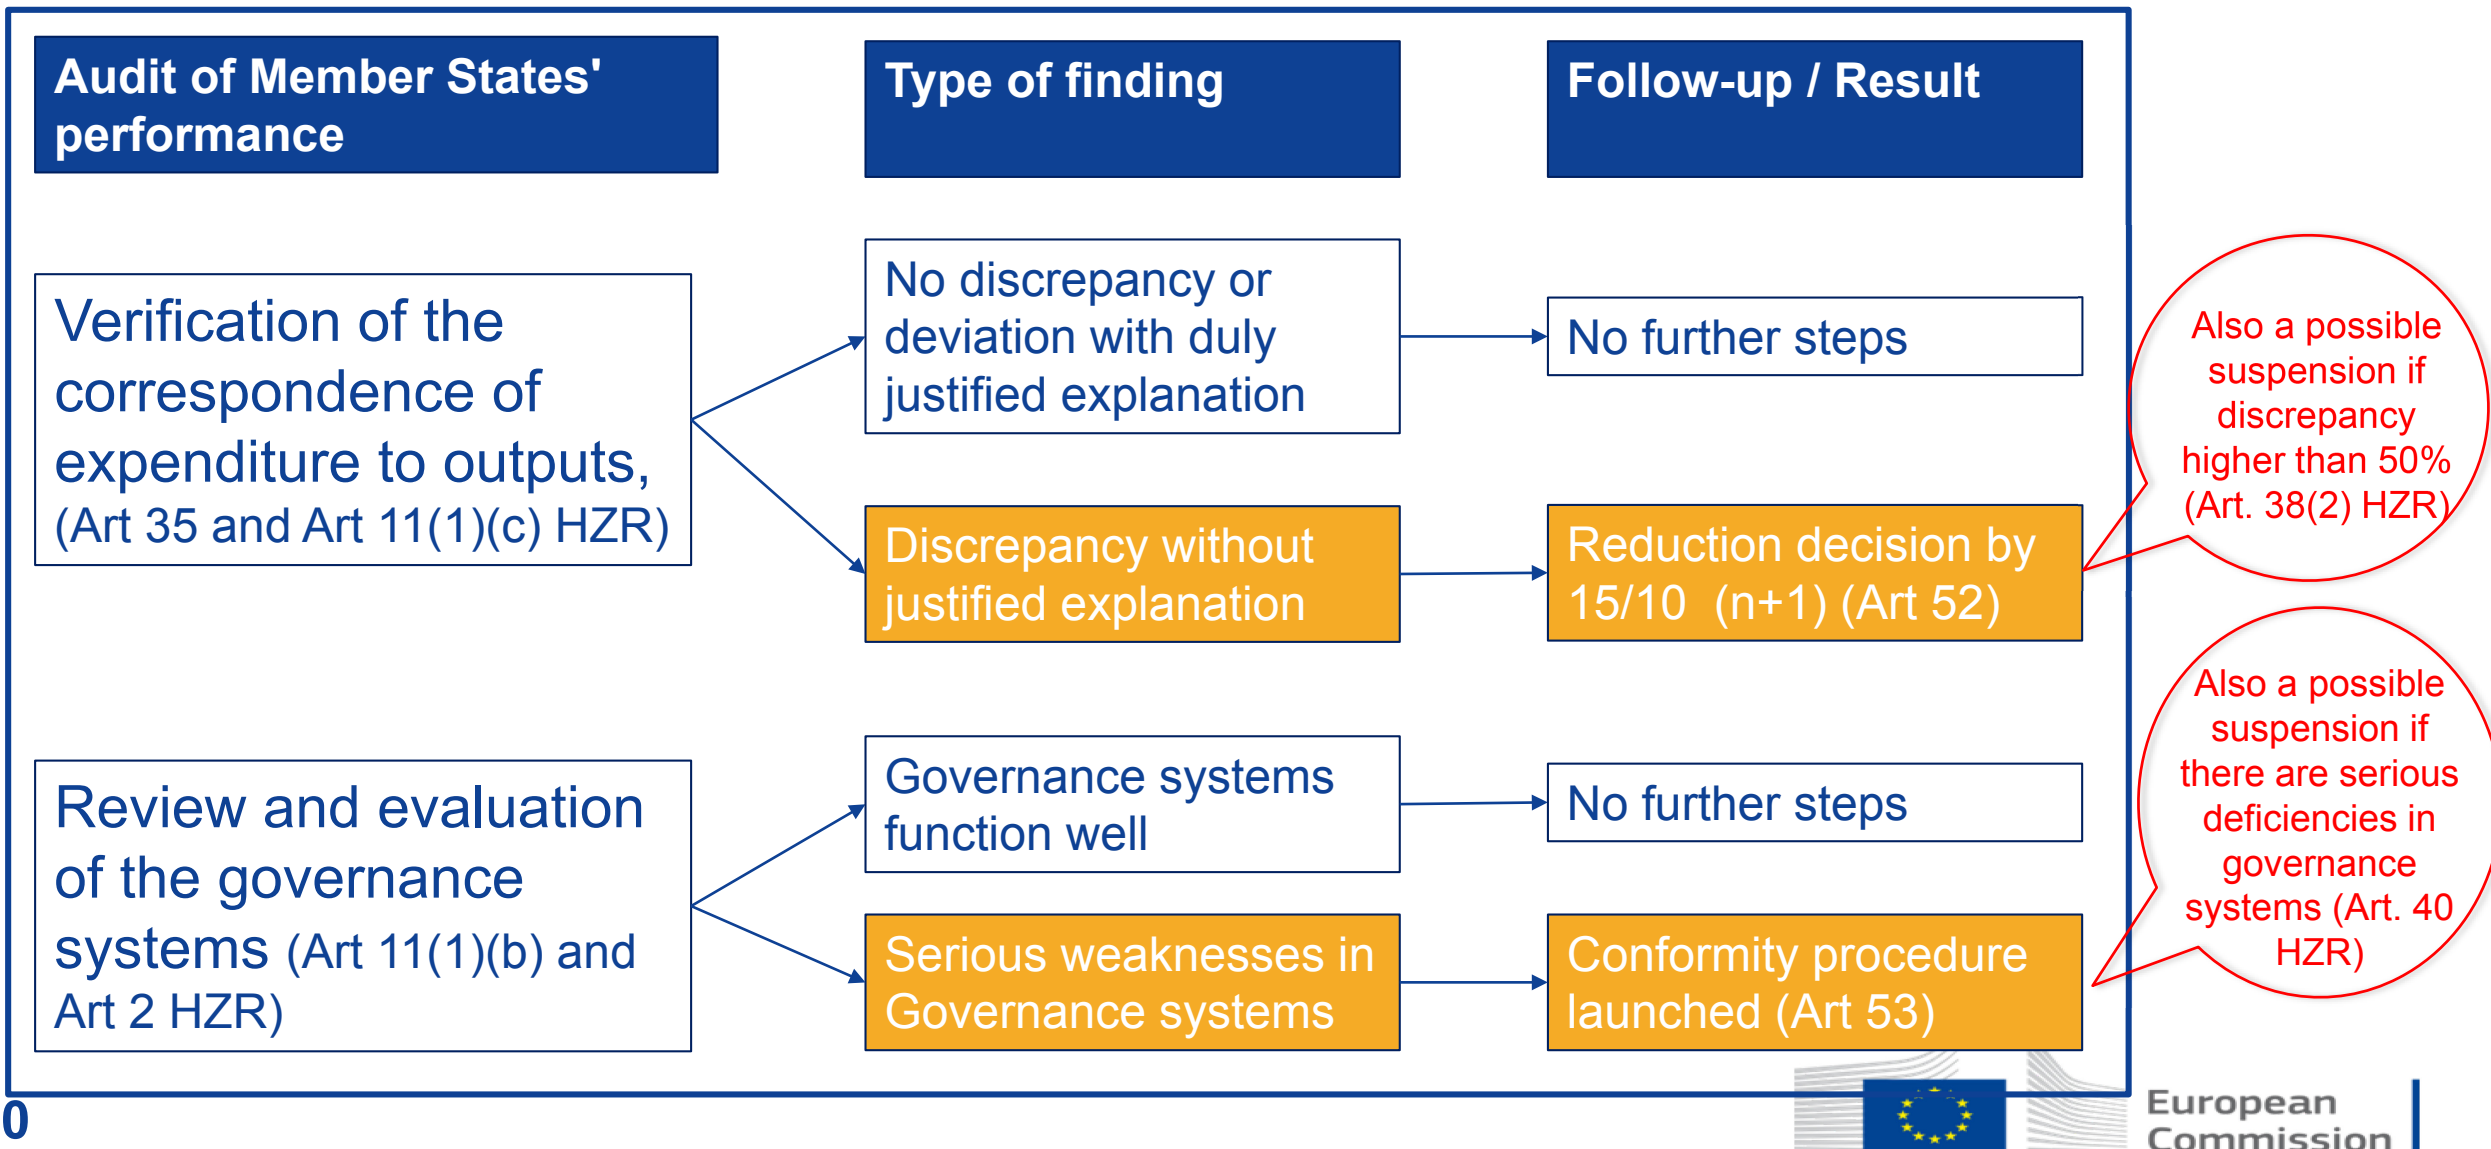 Audit of Member States'
performance
Type of finding
Follow-up / Result
Verification of the
correspondence of
expenditure to outputs,
(Art 35 and Art 11(1)(c) HZR)
No discrepancy or
deviation with duly
justified explanation
No further steps
Discrepancy without
justified explanation
Reduction decision by
15/10 (n+1) (Art 52)
Also a possible
suspension if
discrepancy
higher than 50%
(Art. 38(2) HZR)
Review and evaluation
of the governance
systems (Art 11(1)(b) and
Art 2 HZR)
Governance systems
function well
No further steps
Serious weaknesses in
Governance systems
Conformity procedure
launched (Art 53)
Also a possible
suspension if
there are serious
deficiencies in
governance
systems (Art. 40
HZR)
0
European
Commission